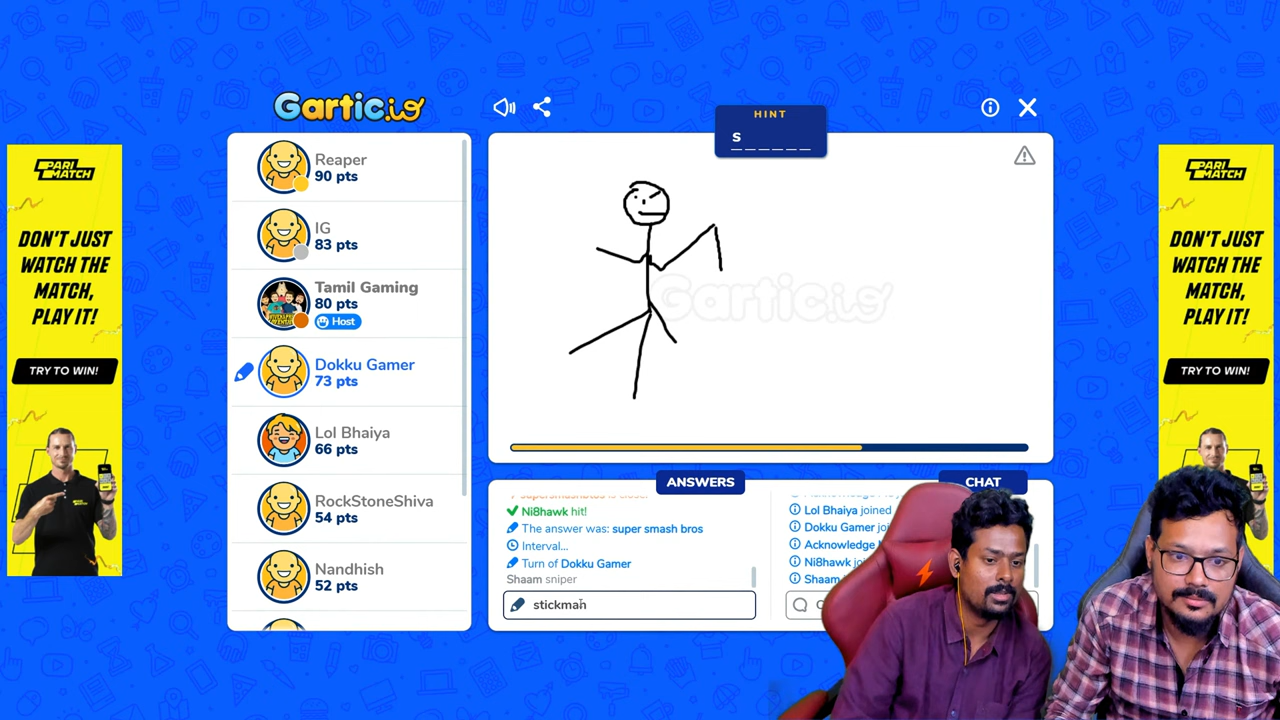 Gartic.io
HINT
S _ _ _ _ _ _
Reaper
90 pts
IG
83 pts
Tamil Gaming
80 pts
Host
Dokku Gamer
73 pts
Lol Bhaiya
66 pts
RockStoneShiva
54 pts
Nandhish
52 pts
Gartic.io
ANSWERS
Ni8hawk hit!
The answer was: super smash bros
Interval...
Turn of Dokku Gamer
Shaam sniper
stickman
CHAT
Lol Bhaiya joined
Dokku Gamer joi
Acknowledge
Ni8hawk joi
Shaam
PARI
MATCH
DON'T JUST
WATCH THE
MATCH,
PLAY IT!
TRY TO WIN!
PARI
MATCH
DON'T JUST
WATCH THE
MATCH,
PLAY IT!
TRY TO WIN!